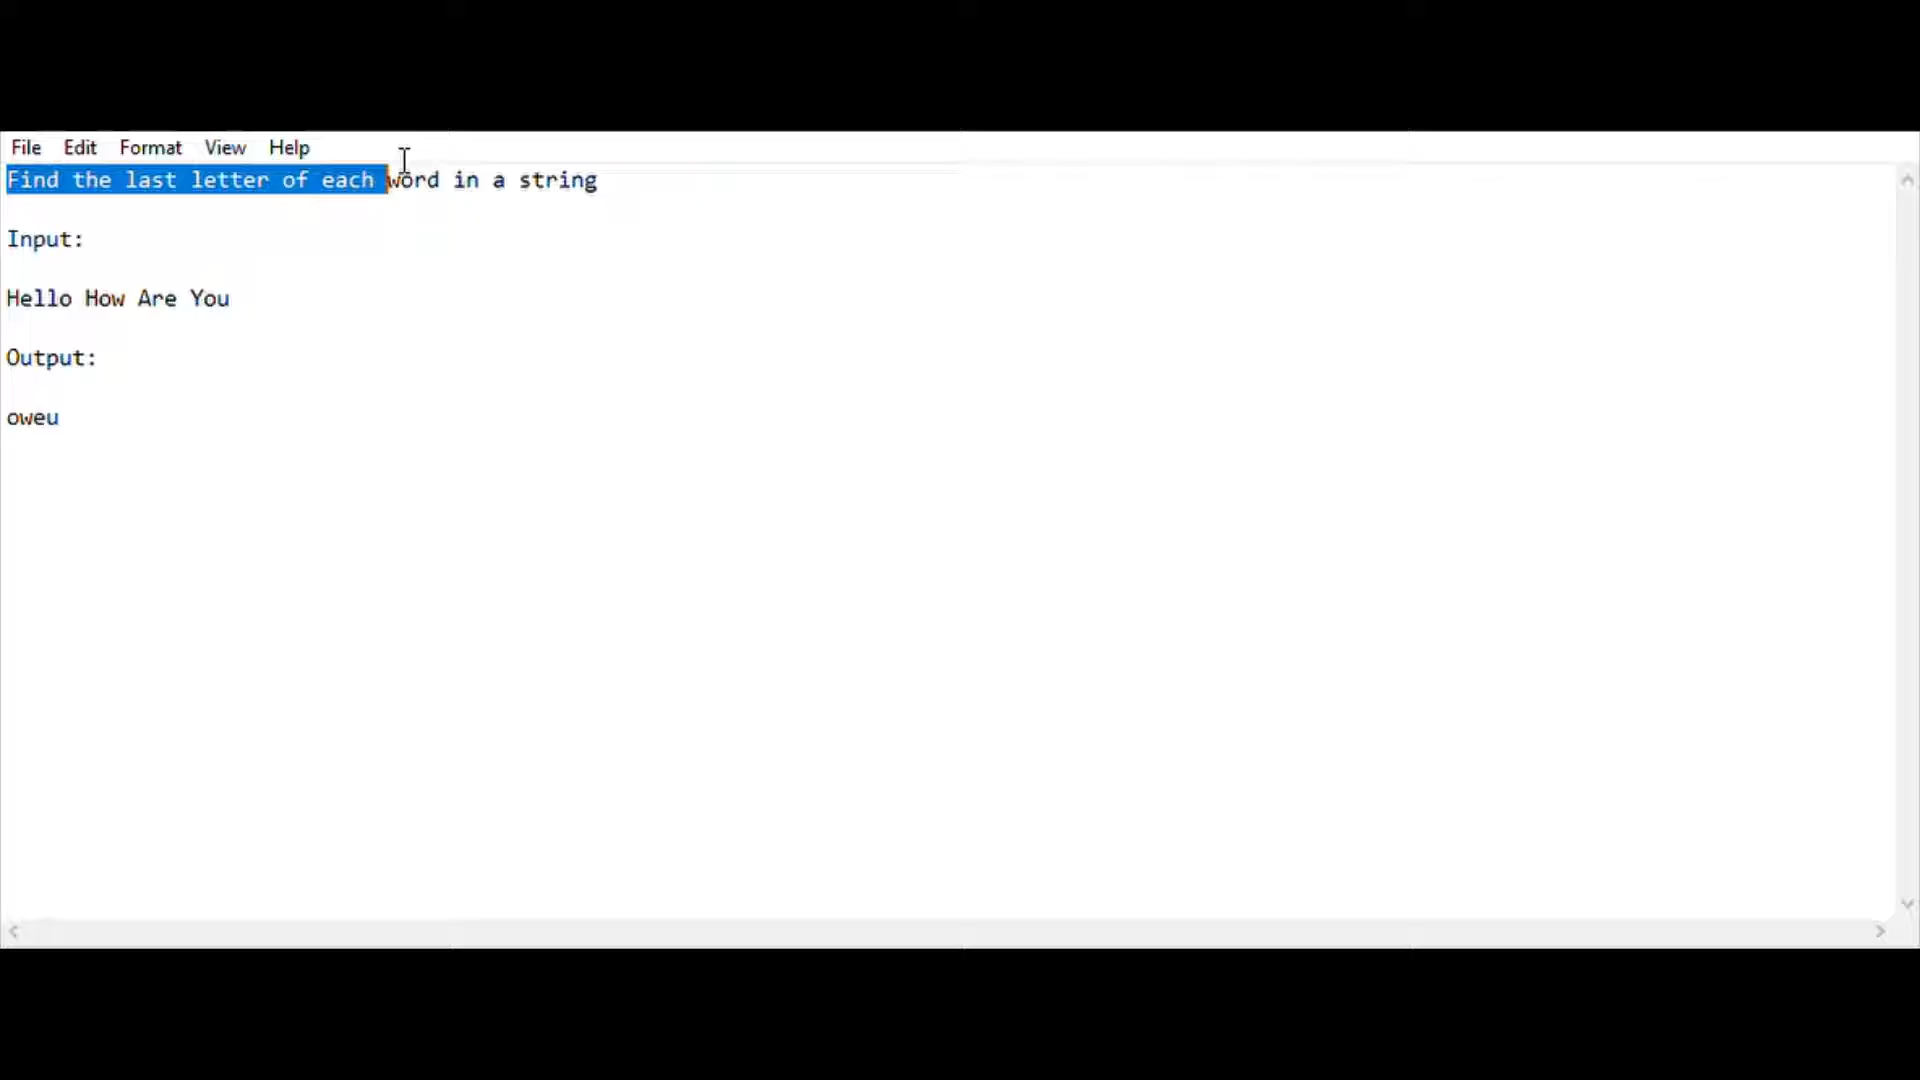 File Edit Format View Help
Find the last letter of each word in a string
Input:
Hello How Are You
Output:
oweu